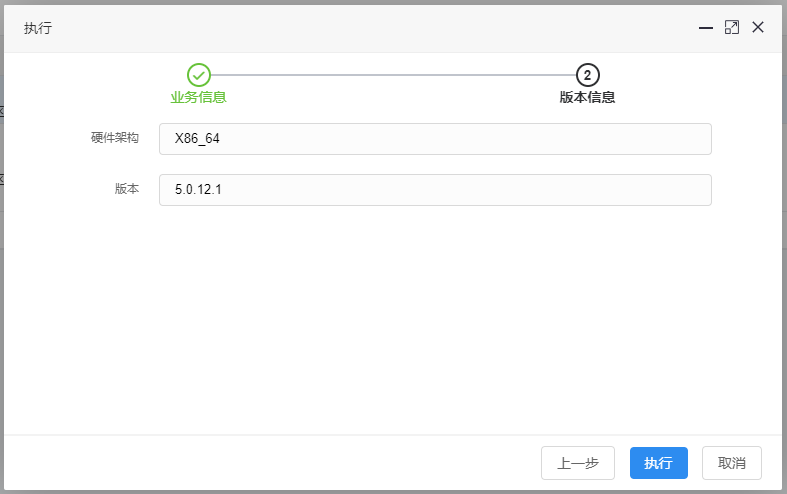 执行
2
业务信息
版本信息
硬件架构
X86_64
版本
5.0.12.1
上一步
执行
取消